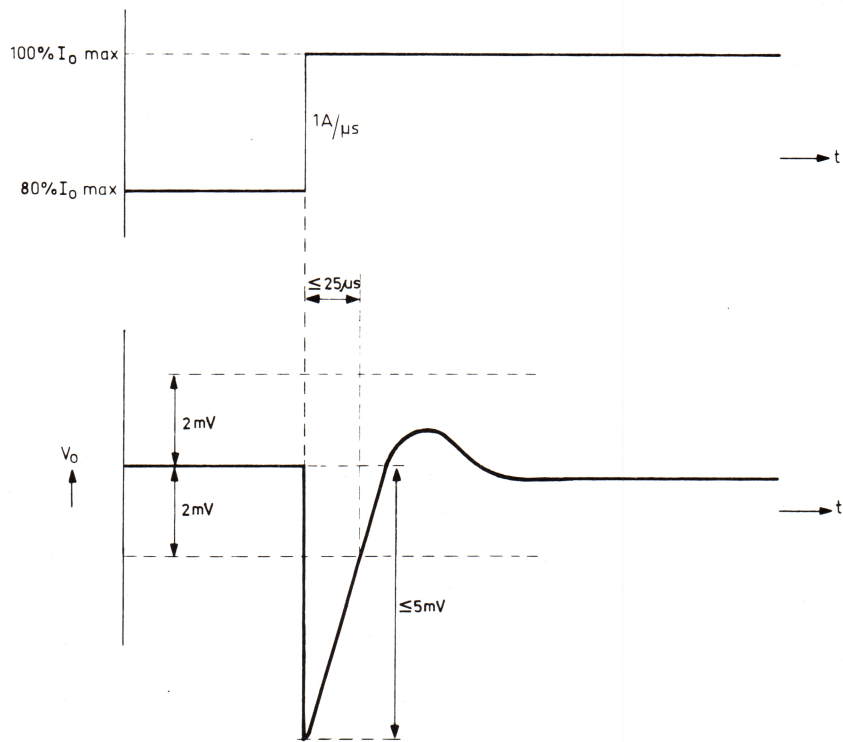 100% I₀ max
1A/μs
t
80% I₀ max
≤ 25μs
2mV
V₀
2mV
t
≤5mV